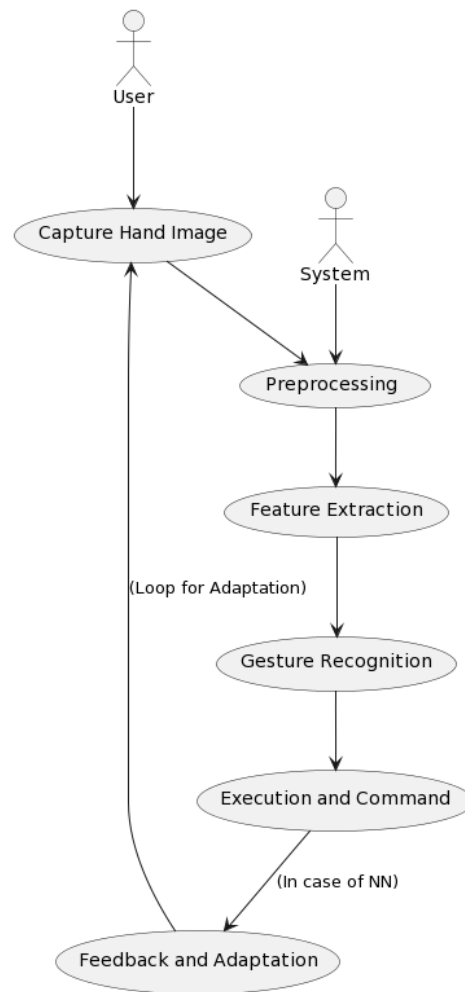 User
Capture Hand Image
System
Preprocessing
Feature Extraction
(Loop for Adaptation)
Gesture Recognition
Execution and Command
(In case of NN)
Feedback and Adaptation